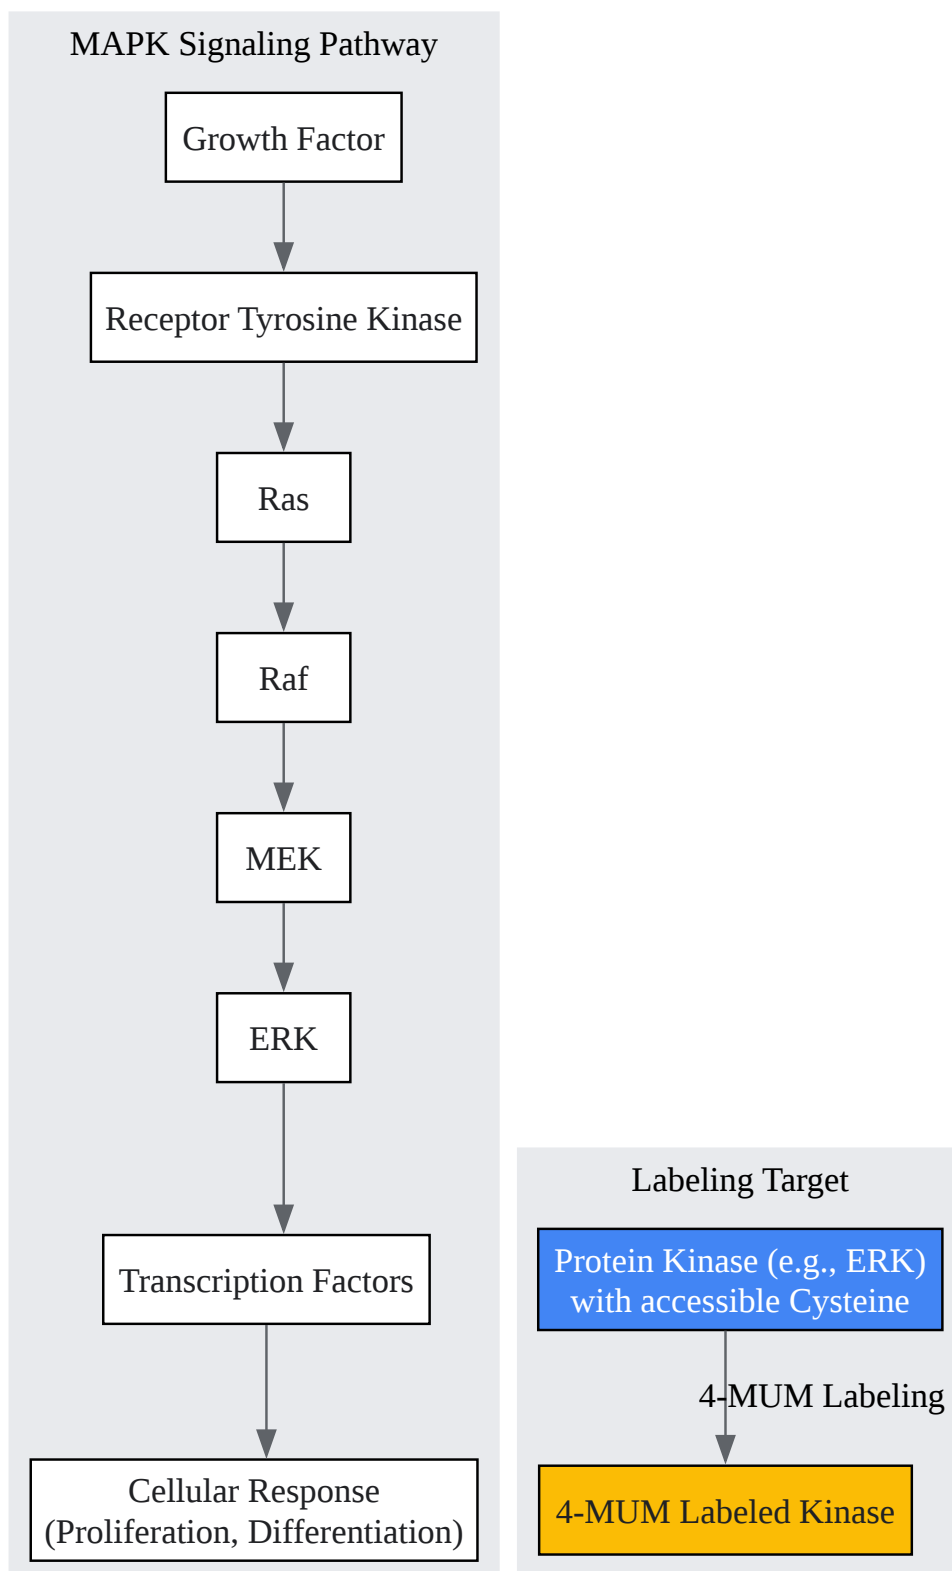 MAPK Signaling Pathway
Growth Factor
Receptor Tyrosine Kinase
Ras
Raf
MEK
ERK
Transcription Factors
Cellular Response
(Proliferation, Differentiation)
Labeling Target
Protein Kinase (e.g., ERK)
with accessible Cysteine
4-MUM Labeling
4-MUM Labeled Kinase